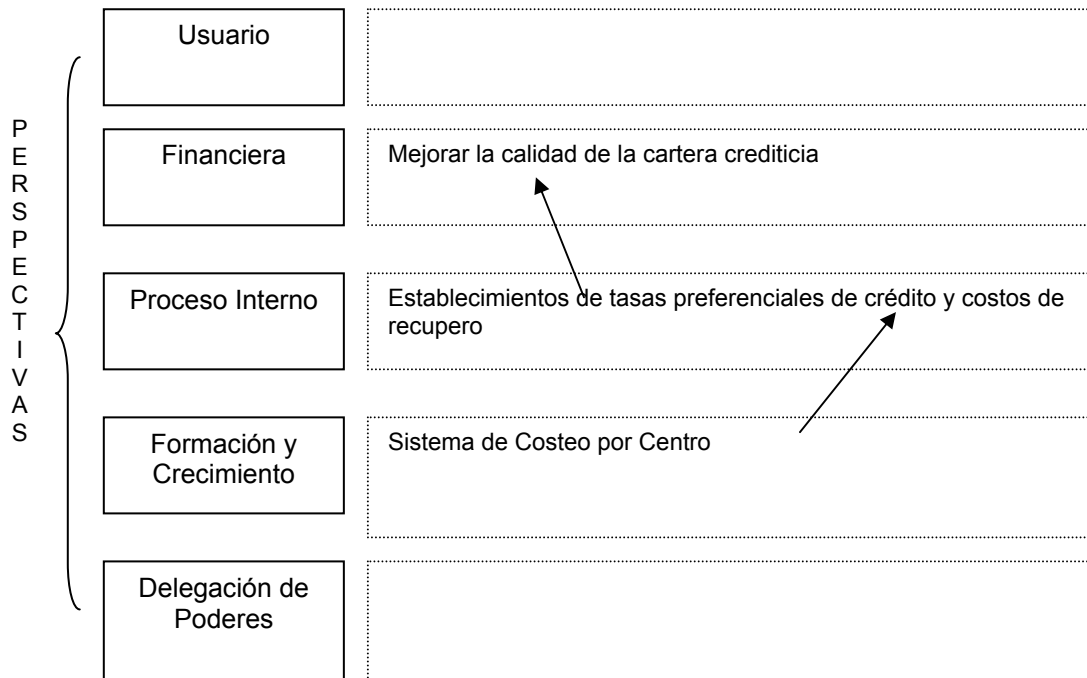 PERSPECTIVAS
Usuario
Financiera
Mejorar la calidad de la cartera crediticia
Proceso Interno
Establecimientos de tasas preferenciales de crédito y costos de
recupero
Formación y
Crecimiento
Sistema de Costeo por Centro
Delegación de
Poderes